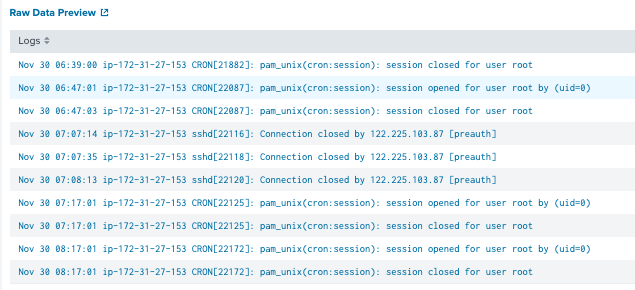 Raw Data Preview
Logs
Nov 30 06:39:00 ip-172-31-27-153 CRON[21882]: pam_unix(cron:session): session closed for user root
Nov 30 06:47:01 ip-172-31-27-153 CRON[22087]: pam_unix(cron:session): session opened for user root by (uid=0)
Nov 30 06:47:03 ip-172-31-27-153 CRON[22087]: pam_unix(cron:session): session closed for user root
Nov 30 07:07:14 ip-172-31-27-153 sshd[22116]: Connection closed by 122.225.103.87 [preauth]
Nov 30 07:07:35 ip-172-31-27-153 sshd[22118]: Connection closed by 122.225.103.87 [preauth]
Nov 30 07:08:13 ip-172-31-27-153 sshd[22120]: Connection closed by 122.225.103.87 [preauth]
Nov 30 07:17:01 ip-172-31-27-153 CRON[22125]: pam_unix(cron:session): session opened for user root by (uid=0)
Nov 30 07:17:01 ip-172-31-27-153 CRON[22125]: pam_unix(cron:session): session closed for user root
Nov 30 08:17:01 ip-172-31-27-153 CRON[22172]: pam_unix(cron:session): session opened for user root by (uid=0)
Nov 30 08:17:01 ip-172-31-27-153 CRON[22172]: pam_unix(cron:session): session closed for user root